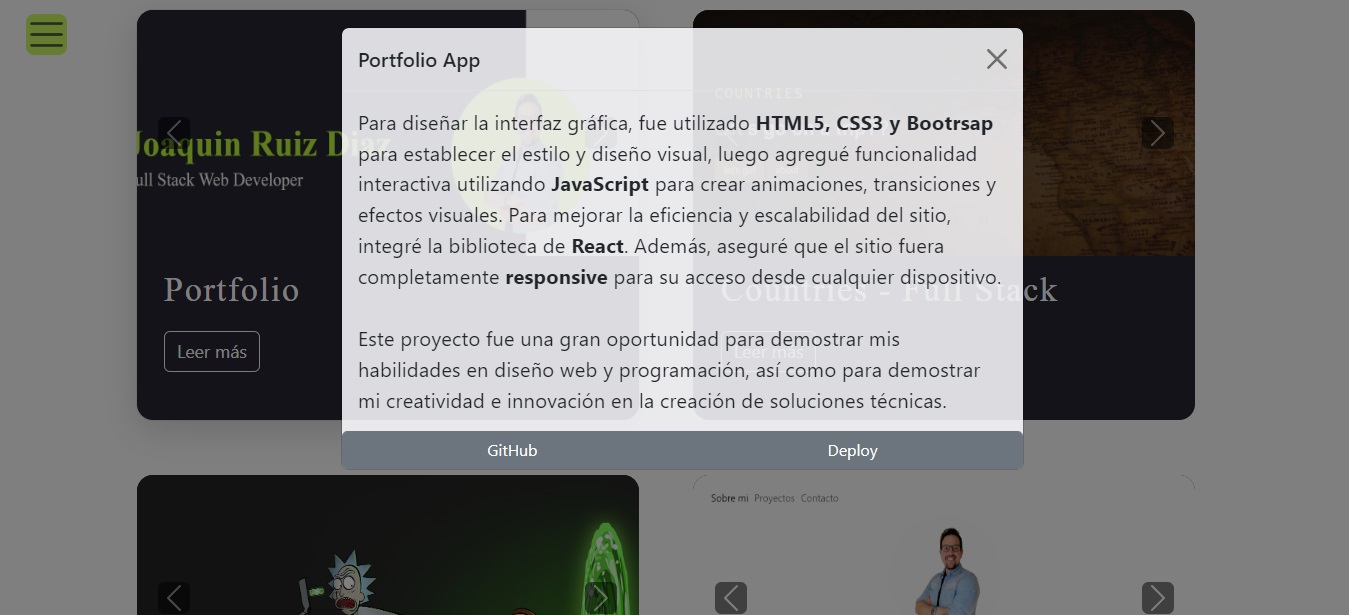 Portfolio App
Para diseñar la interfaz gráfica, fue utilizado HTML5, CSS3 y Bootrsap
para establecer el estilo y diseño visual, luego agregué funcionalidad
interactiva utilizando JavaScript para crear animaciones, transiciones y
efectos visuales. Para mejorar la eficiencia y escalabilidad del sitio,
integré la biblioteca de React. Además, aseguré que el sitio fuera
completamente responsive para su acceso desde cualquier dispositivo.
Este proyecto fue una gran oportunidad para demostrar mis
habilidades en diseño web y programación, así como para demostrar
mi creatividad e innovación en la creación de soluciones técnicas.
GitHub
Deploy
Joaquin Ruiz Diaz
ull Stack Web Developer
Portfolio
Leer más
COUNTRIES
Countries - Full Stack
Leer más
Sobre mi Proyectos Contacto